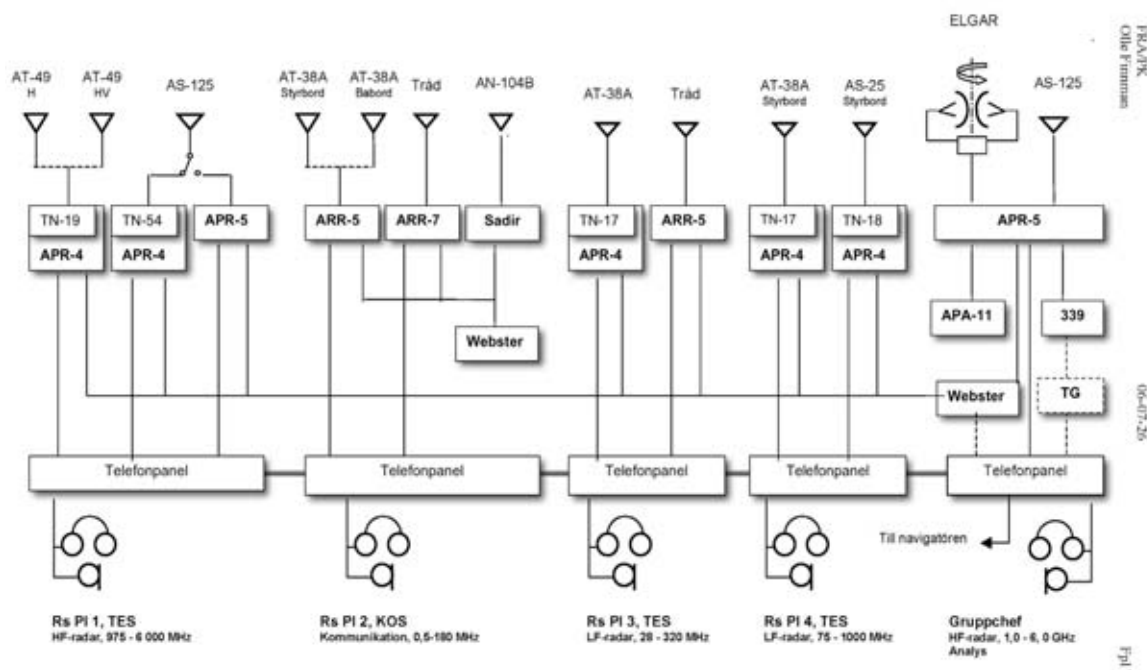 ELGAR
AT-49
H
AT-49
HV
AS-125
AT-38A
Styrbord
AT-38A
Babord
Tråd
AN-104B
AT-38A
Tråd
AT-38A
Styrbord
AS-25
Styrbord
AS-125
TN-19
APR-4
TN-54
APR-4
APR-5
ARR-5
ARR-7
Sadir
TN-17
APR-4
ARR-5
TN-17
APR-4
TN-18
APR-4
APR-5
Webster
APA-11
339
Webster
TG
Telefonpanel
Telefonpanel
Telefonpanel
Telefonpanel
Telefonpanel
Till navigatören
Rs Pl 1, TES
HF-radar, 975 - 6 000 MHz
Rs Pl 2, KOS
Kommunikation, 0,5-180 MHz
Rs Pl 3, TES
LF-radar, 28 - 320 MHz
Rs Pl 4, TES
LF-radar, 75 - 1000 MHz
Gruppchef
HF-radar, 1,0 - 6, 0 GHz
Analys
FRA/PK
06-07-26
Fpl